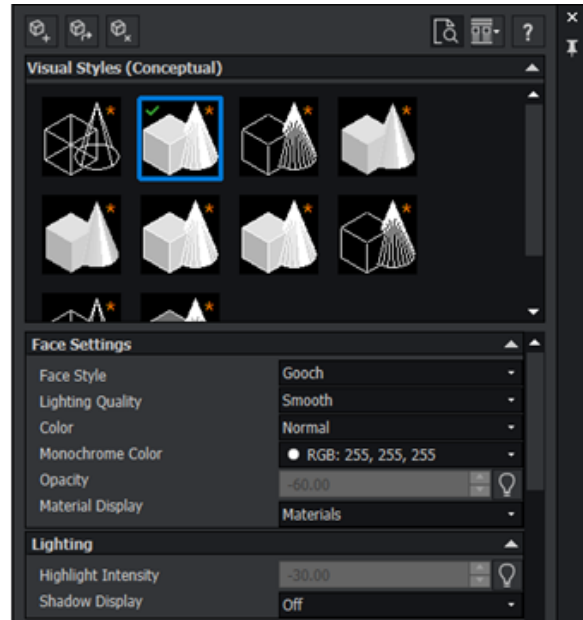 ?
Visual Styles (Conceptual)
Face Settings
Face Style Gooch
Lighting Quality Smooth
Color Normal
Monochrome Color RGB: 255, 255, 255
Opacity -60.00
Material Display Materials
Lighting
Highlight Intensity -30.00
Shadow Display Off